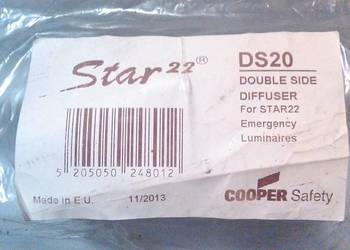 Star22®
DS20
DOUBLE SIDE
DIFFUSER
For STAR22
Emergency
Luminaires
5 205050 248012
Made in E.U. 11/2013
COOPER Safety